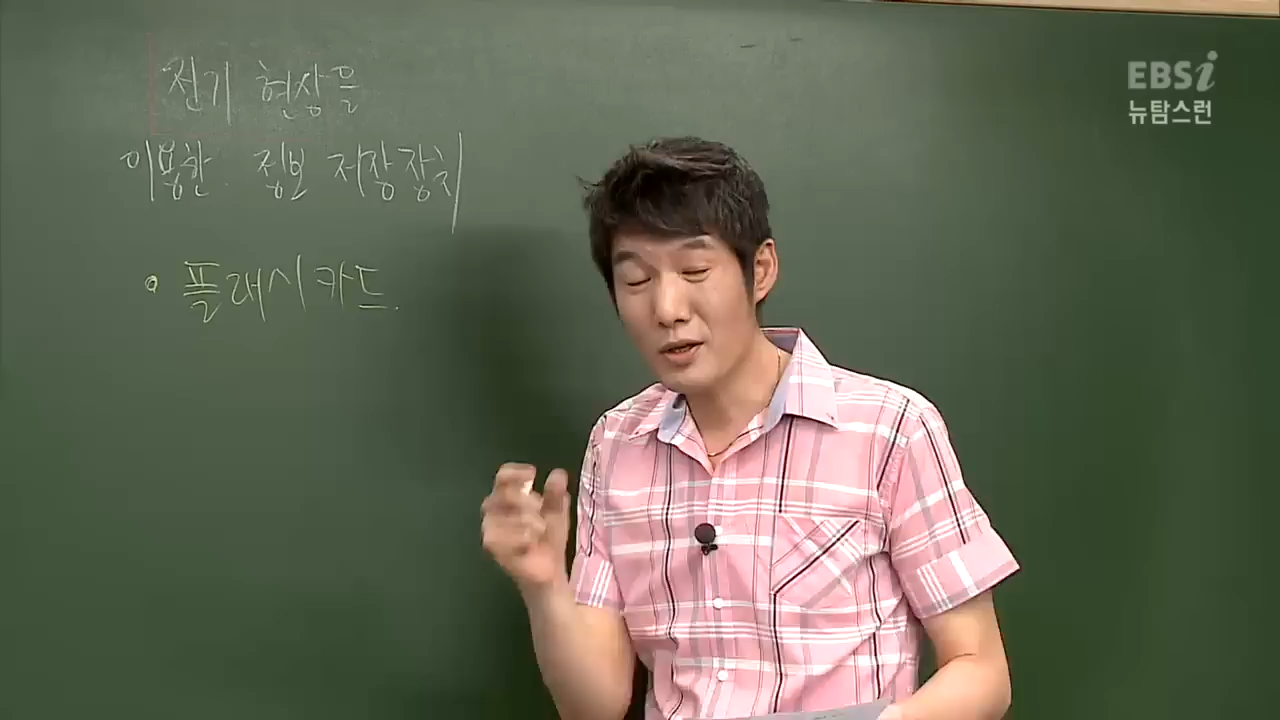 전기 현상을
이용한 정보 저장 장치
• 플래시 카드
EBSi
뉴탐스런